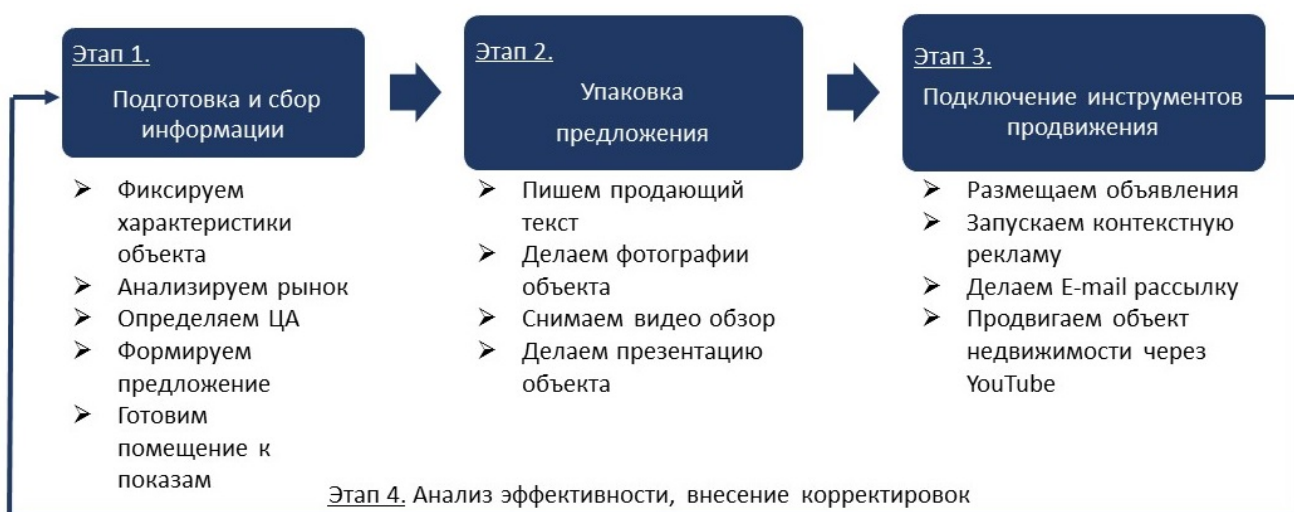 Этап 1.
Подготовка и сбор
информации
Фиксируем
характеристики
объекта
Анализируем рынок
Определяем ЦА
Формируем
предложение
Готовим
помещение к
показам
Этап 2.
Упаковка
предложения
Пишем продающий
текст
Делаем фотографии
объекта
Снимаем видео обзор
Делаем презентацию
объекта
Этап 3.
Подключение инструментов
продвижения
Размещаем объявления
Запускаем контекстную
рекламу
Делаем E-mail рассылку
Продвигаем объект
недвижимости через
YouTube
Этап 4. Анализ эффективности, внесение корректировок